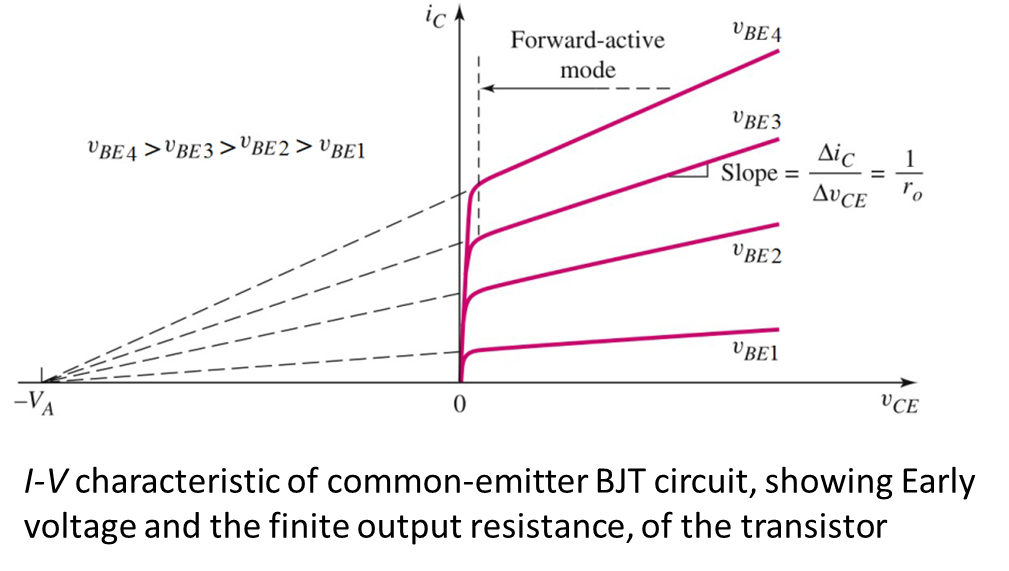 i_C
Forward-active
mode
v_BE4
v_BE4 > v_BE3 > v_BE2 > v_BE1
v_BE3
Slope = Δi_C / Δv_CE = 1 / r_o
v_BE2
v_BE1
–V_A
0
v_CE
I-V characteristic of common-emitter BJT circuit, showing Early
voltage and the finite output resistance, of the transistor